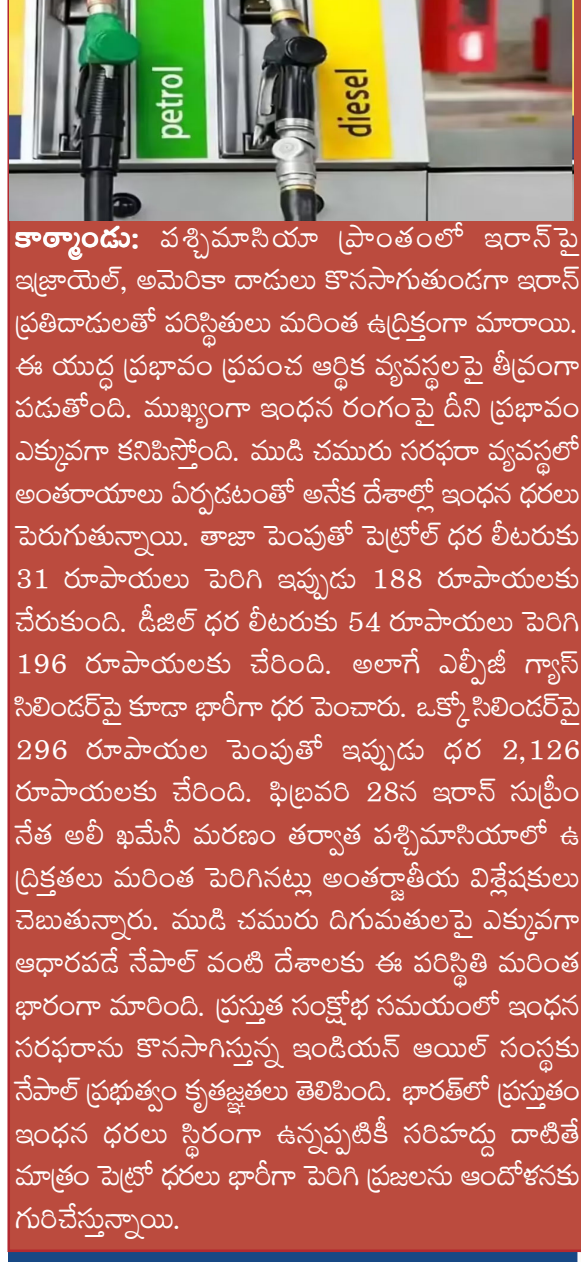 petrol
diesel
కాఠ్మాండు: పశ్చిమాసియా ప్రాంతంలో ఇరాన్‌పై
ఇజ్రాయెల్, అమెరికా దాడులు కొనసాగుతుండగా ఇరాన్
ప్రతిదాడులతో పరిస్థితులు మరింత ఉద్రిక్తంగా మారాయి.
ఈ యుద్ధ ప్రభావం ప్రపంచ ఆర్థిక వ్యవస్థలపై తీవ్రంగా
పడుతోంది. ముఖ్యంగా ఇంధన రంగంపై దీని ప్రభావం
ఎక్కువగా కనిపిస్తోంది. ముడి చమురు సరఫరా వ్యవస్థలో
అంతరాయాలు ఏర్పడటంతో అనేక దేశాల్లో ఇంధన ధరలు
పెరుగుతున్నాయి. తాజా పెంపుతో పెట్రోల్ ధర లీటరుకు
31 రూపాయలు పెరిగి ఇప్పుడు 188 రూపాయలకు
చేరుకుంది. డీజిల్ ధర లీటరుకు 54 రూపాయలు పెరిగి
196 రూపాయలకు చేరింది. అలాగే ఎల్పీజీ గ్యాస్
సిలిండర్‌పై కూడా భారీగా ధర పెంచారు. ఒక్కోసిలిండర్‌పై
296 రూపాయల పెంపుతో ఇప్పుడు ధర 2,126
రూపాయలకు చేరింది. ఫిబ్రవరి 28న ఇరాన్ సుప్రీం
నేత అలీ ఖమేనీ మరణం తర్వాత పశ్చిమాసియాలో ఉ
ద్రిక్తతలు మరింత పెరిగినట్లు అంతర్జాతీయ విశ్లేషకులు
చెబుతున్నారు. ముడి చమురు దిగుమతులపై ఎక్కువగా
ఆధారపడే నేపాల్ వంటి దేశాలకు ఈ పరిస్థితి మరింత
భారంగా మారింది. ప్రస్తుత సంక్షోభ సమయంలో ఇంధన
సరఫరాను కొనసాగిస్తున్న ఇండియన్ ఆయిల్ సంస్థకు
నేపాల్ ప్రభుత్వం కృతజ్ఞతలు తెలిపింది. భారత్‌లో ప్రస్తుతం
ఇంధన ధరలు స్థిరంగా ఉన్నప్పటికీ సరిహద్దు దాటితే
మాత్రం పెట్రో ధరలు భారీగా పెరిగి ప్రజలను ఆందోళనకు
గురిచేస్తున్నాయి.